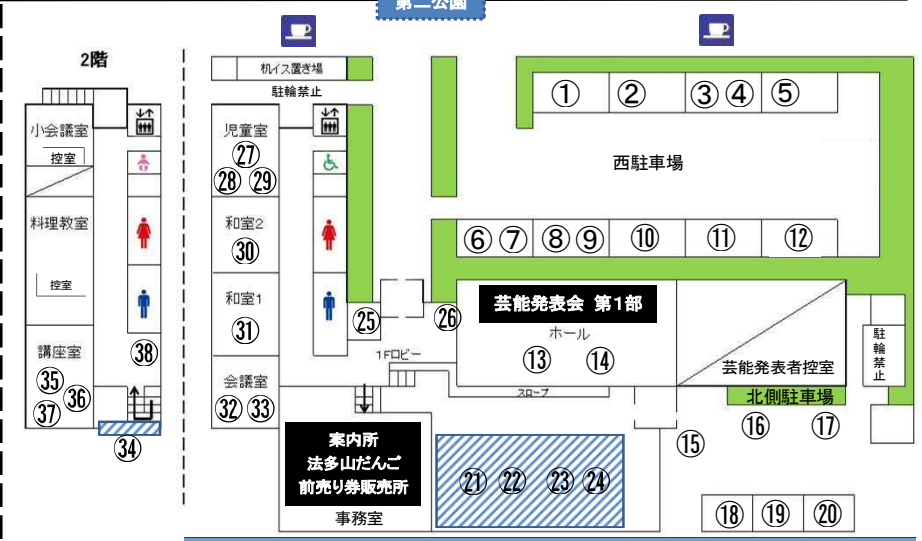 第二公園
2階
小会議室
控室
料理教室
控室
講座室
㉟
㊱
㊲
㊳
㉞
机イス置き場
駐輪禁止
児童室
㉗
㉘ ㉙
和室2
㉚
和室1
㉛
会議室
㉜ ㉝
① ② ③ ④ ⑤
西駐車場
⑥ ⑦ ⑧ ⑨ ⑩ ⑪ ⑫
㉕
㉖
1Fロビー
スロープ
芸能発表会 第1部
ホール
⑬ ⑭
芸能発表者控室
駐輪禁止
北側駐車場
⑮ ⑯ ⑰
案内所
法多山だんご
前売り券販売所
事務室
㉑ ㉒ ㉓ ㉔
⑱ ⑲ ⑳